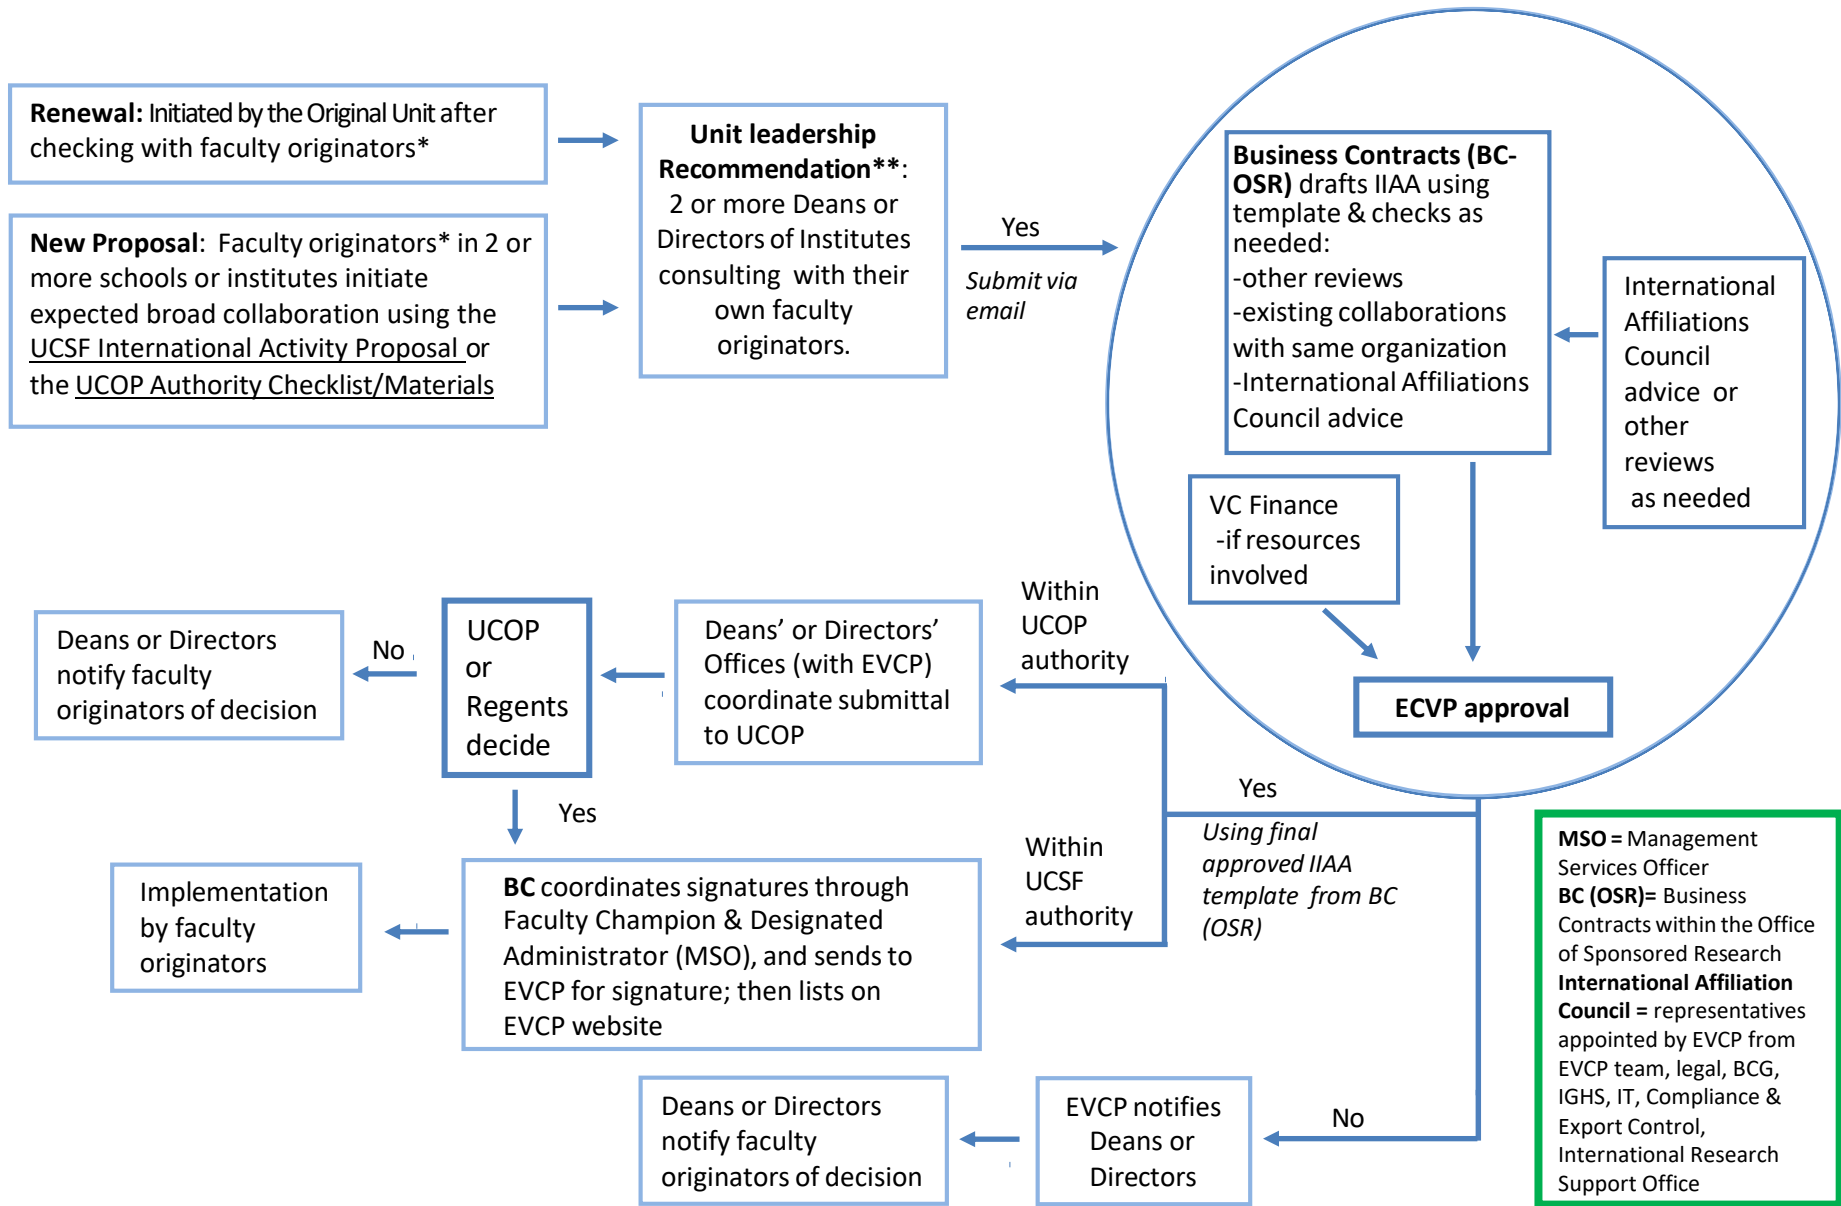 Renewal: Initiated by the Original Unit after
checking with faculty originators*
New Proposal: Faculty originators* in 2 or
more schools or institutes initiate
expected broad collaboration using the
UCSF International Activity Proposal or
the UCOP Authority Checklist/Materials
Unit leadership
Recommendation**:
2 or more Deans or
Directors of Institutes
consulting with their
own faculty
originators.
Yes
Submit via
email
Business Contracts (BC-
OSR) drafts IIAA using
template & checks as
needed:
-other reviews
-existing collaborations
with same organization
-International Affiliations
Council advice
International
Affiliations
Council
advice or
other
reviews
as needed
VC Finance
-if resources
involved
ECVP approval
Within
UCOP
authority
Deans’ or Directors’
Offices (with EVCP)
coordinate submittal
to UCOP
UCOP
or
Regents
decide
No
Deans or Directors
notify faculty
originators of decision
Yes
Yes
Using final
approved IIAA
template from BC
(OSR)
Within
UCSF
authority
BC coordinates signatures through
Faculty Champion & Designated
Administrator (MSO), and sends to
EVCP for signature; then lists on
EVCP website
Implementation
by faculty
originators
No
EVCP notifies
Deans or
Directors
Deans or Directors
notify faculty
originators of decision
MSO = Management
Services Officer
BC (OSR)= Business
Contracts within the Office
of Sponsored Research
International Affiliation
Council = representatives
appointed by EVCP from
EVCP team, legal, BCG,
IGHS, IT, Compliance &
Export Control,
International Research
Support Office